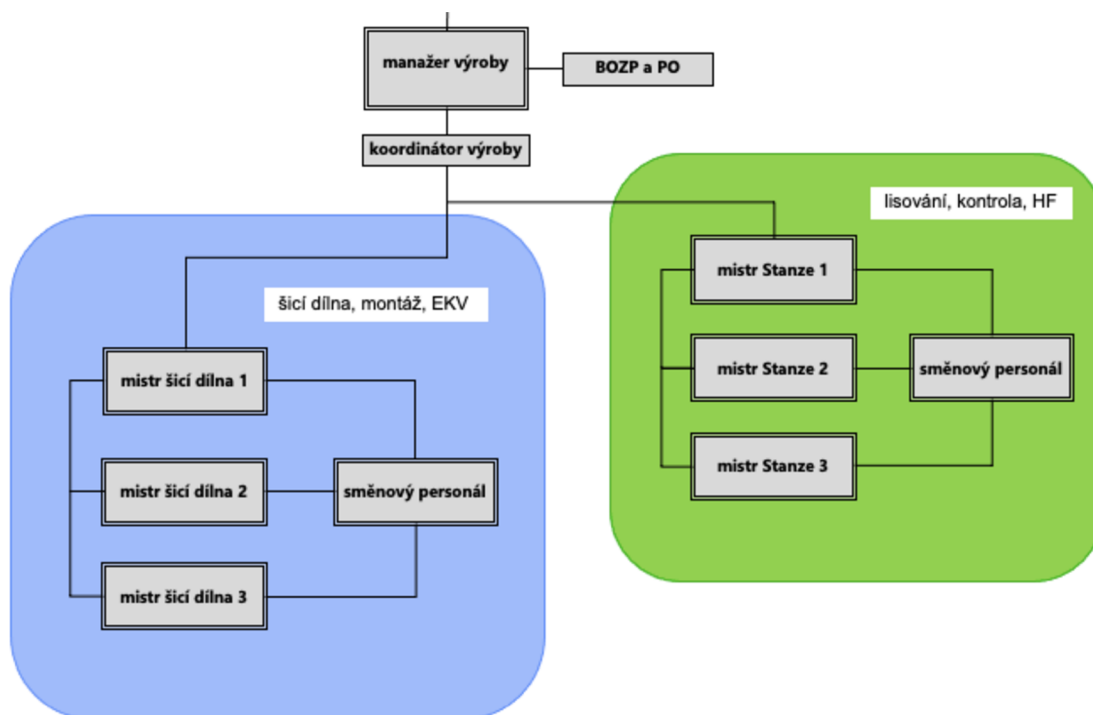 manažer výroby
BOZP a PO
koordinátor výroby
lisování, kontrola, HF
mistr Stanze 1
mistr Stanze 2
směnový personál
mistr Stanze 3
šicí dílna, montáž, EKV
mistr šicí dílna 1
mistr šicí dílna 2
směnový personál
mistr šicí dílna 3